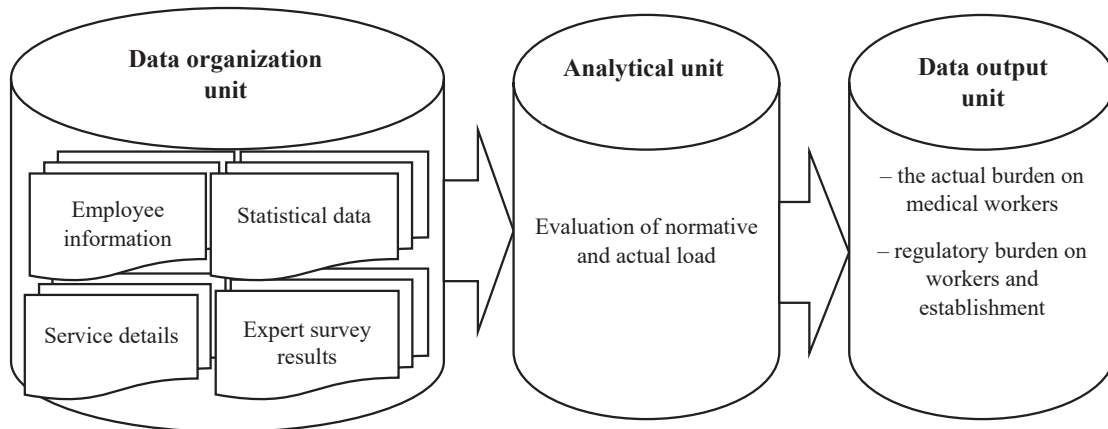 Data organization
unit
Employee
information
Statistical data
Service details
Expert survey
results
Analytical unit
Evaluation of normative
and actual load
Data output
unit
– the actual burden on
medical workers
– regulatory burden on
workers and
establishment